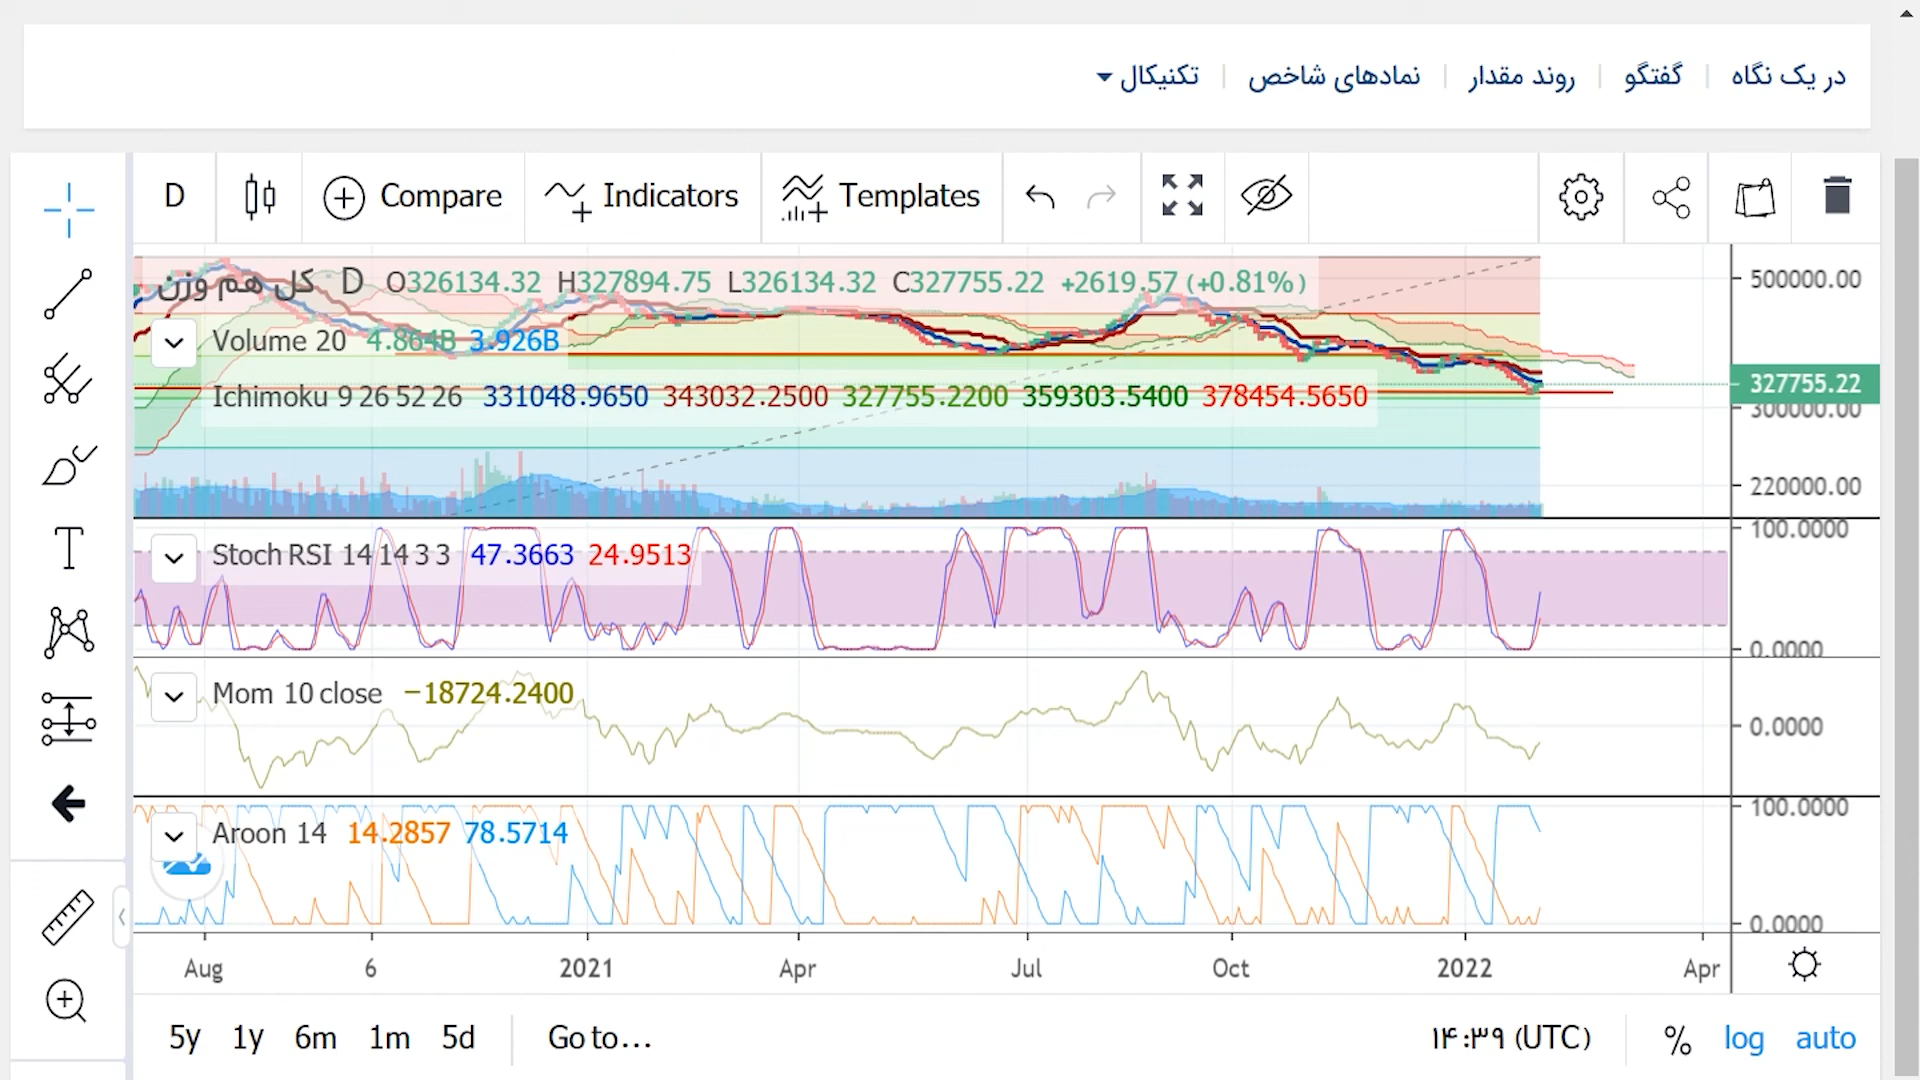 در یک نگاه | گفتگو | روند مقدار | نمادهای شاخص | تکنیکال
D Compare Indicators Templates
کل هم وزن · D O326134.32 H327894.75 L326134.32 C327755.22 +2619.57 (+0.81%)
500000.00
Volume 20 4.864B 3.926B
327755.22
Ichimoku 9 26 52 26 331048.9650 343032.2500 327755.2200 359303.5400 378454.5650
300000.00
220000.00
100.0000
Stoch RSI 14 14 3 3 47.3663 24.9513
0.0000
Mom 10 close −18724.2400
0.0000
100.0000
Aroon 14 14.2857 78.5714
0.0000
Aug 6 2021 Apr Jul Oct 2022 Apr
5y 1y 6m 1m 5d Go to... ۱۴:۳۹ (UTC) % log auto